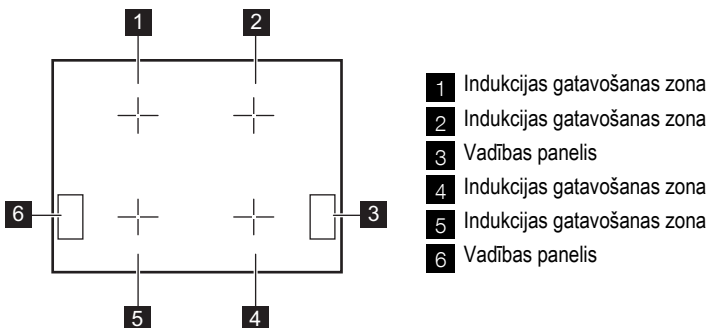 1 2
6 3
5 4
1 Indukcijas gatavošanas zona
2 Indukcijas gatavošanas zona
3 Vadības panelis
4 Indukcijas gatavošanas zona
5 Indukcijas gatavošanas zona
6 Vadības panelis